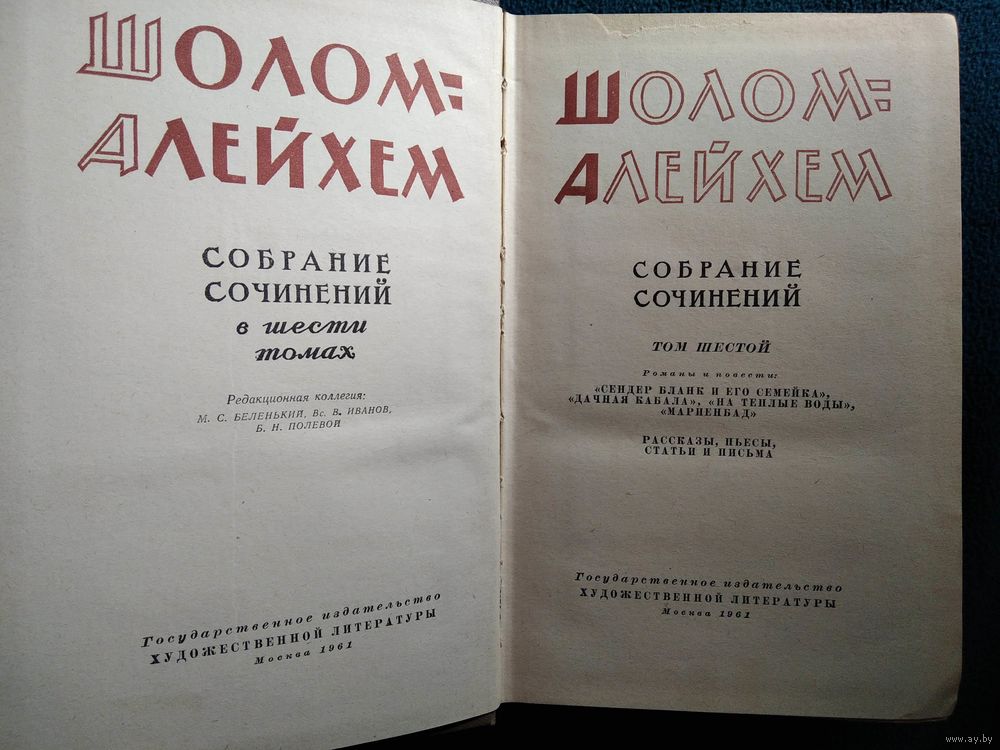 ШОЛОМ=
АЛЕЙХЕМ
СОБРАНИЕ
СОЧИНЕНИЙ
в шести
томах
Редакционная коллегия:
М. С. БЕЛЕНЬКИЙ, Вс. В. ИВАНОВ,
Б. Н. ПОЛЕВОЙ
Государственное издательство
ХУДОЖЕСТВЕННОЙ ЛИТЕРАТУРЫ
Москва 1961
ШОЛОМ=
АЛЕЙХЕМ
СОБРАНИЕ
СОЧИНЕНИЙ
ТОМ ШЕСТОЙ
Романы и повести:
«СЕНДЕР БЛАНК И ЕГО СЕМЕЙКА»,
«ДАЧНАЯ КАБАЛА», «НА ТЕПЛЫЕ ВОДЫ»,
«МАРИЕНБАД»
РАССКАЗЫ, ПЬЕСЫ,
СТАТЬИ И ПИСЬМА
Государственное издательство
ХУДОЖЕСТВЕННОЙ ЛИТЕРАТУРЫ
Москва 1961
www.ay.by